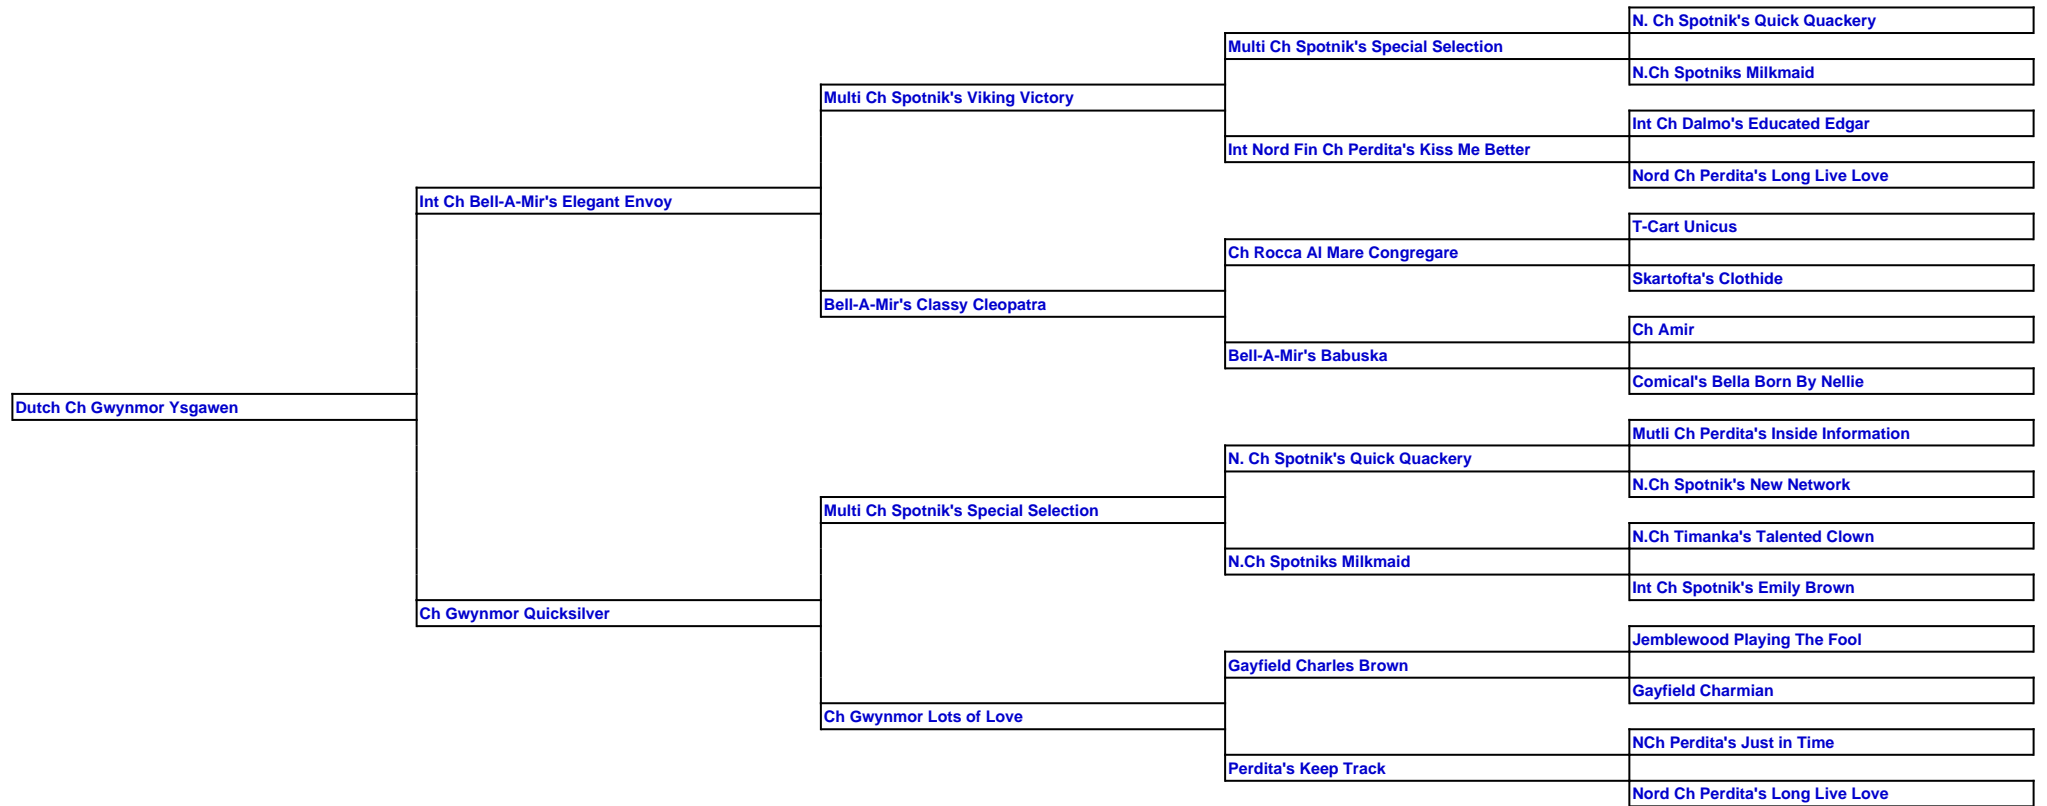 N. Ch Spotnik's Quick Quackery
Multi Ch Spotnik's Special Selection
N.Ch Spotniks Milkmaid
Multi Ch Spotnik's Viking Victory
Int Ch Dalmo's Educated Edgar
Int Nord Fin Ch Perdita's Kiss Me Better
Nord Ch Perdita's Long Live Love
Int Ch Bell-A-Mir's Elegant Envoy
T-Cart Unicus
Ch Rocca Al Mare Congregare
Skartofta's Clothide
Bell-A-Mir's Classy Cleopatra
Ch Amir
Bell-A-Mir's Babuska
Comical's Bella Born By Nellie
Dutch Ch Gwynmor Ysgawen
Mutli Ch Perdita's Inside Information
N. Ch Spotnik's Quick Quackery
N.Ch Spotnik's New Network
Multi Ch Spotnik's Special Selection
N.Ch Timanka's Talented Clown
N.Ch Spotniks Milkmaid
Int Ch Spotnik's Emily Brown
Ch Gwynmor Quicksilver
Jemblewood Playing The Fool
Gayfield Charles Brown
Gayfield Charmian
Ch Gwynmor Lots of Love
NCh Perdita's Just in Time
Perdita's Keep Track
Nord Ch Perdita's Long Live Love